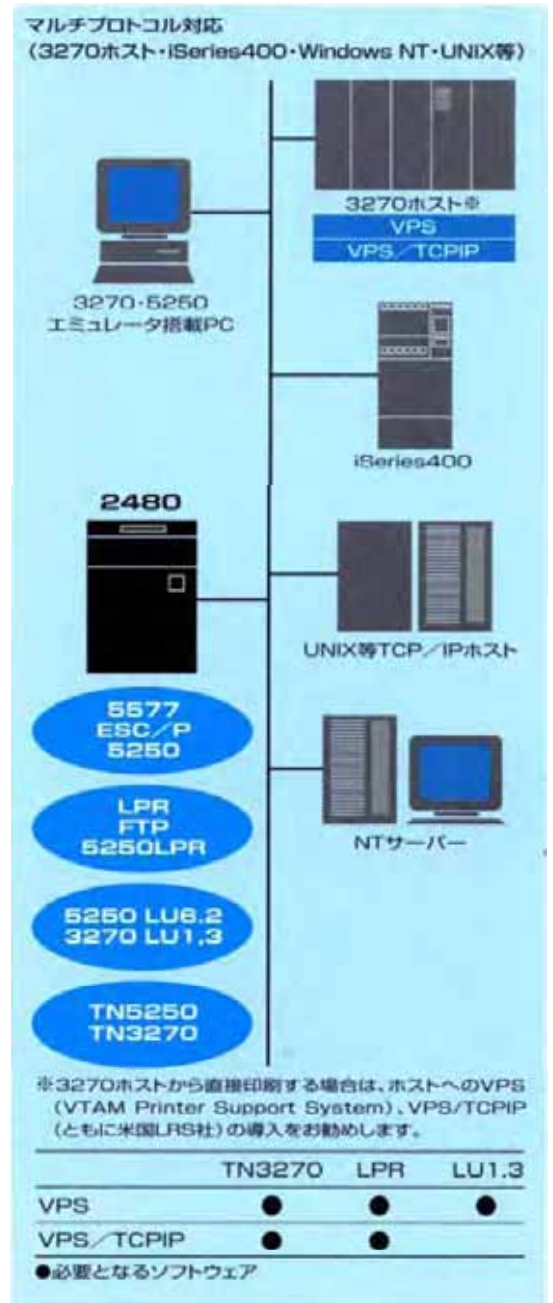 マルチプロトコル対応
（3270ホスト・iSeries400・Windows NT・UNIX等）
3270ホスト※
VPS
VPS／TCPIP
3270・5250
エミュレータ搭載PC
iSeries400
2480
UNIX等TCP／IPホスト
5577
ESC／P
5250
NTサーバー
LPR
FTP
5250LPR
5250 LU6.2
3270 LU1,3
TN5250
TN3270
※3270ホストから直接印刷する場合は、ホストへのVPS
（VTAM Printer Support System）、VPS/TCPIP
（ともに米国LRS社）の導入をお勧めします。
TN3270 LPR LU1.3
VPS ● ● ●
VPS／TCPIP ● ●
●必要となるソフトウェア